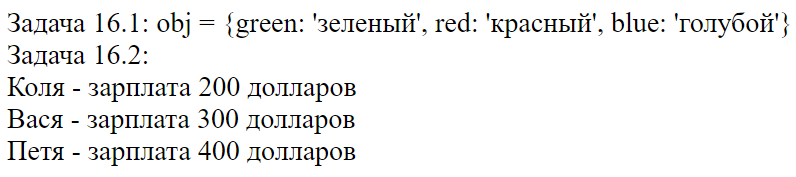 Задача 16.1: obj = {green: 'зеленый', red: 'красный', blue: 'голубой'}
Задача 16.2:
Коля - зарплата 200 долларов
Вася - зарплата 300 долларов
Петя - зарплата 400 долларов